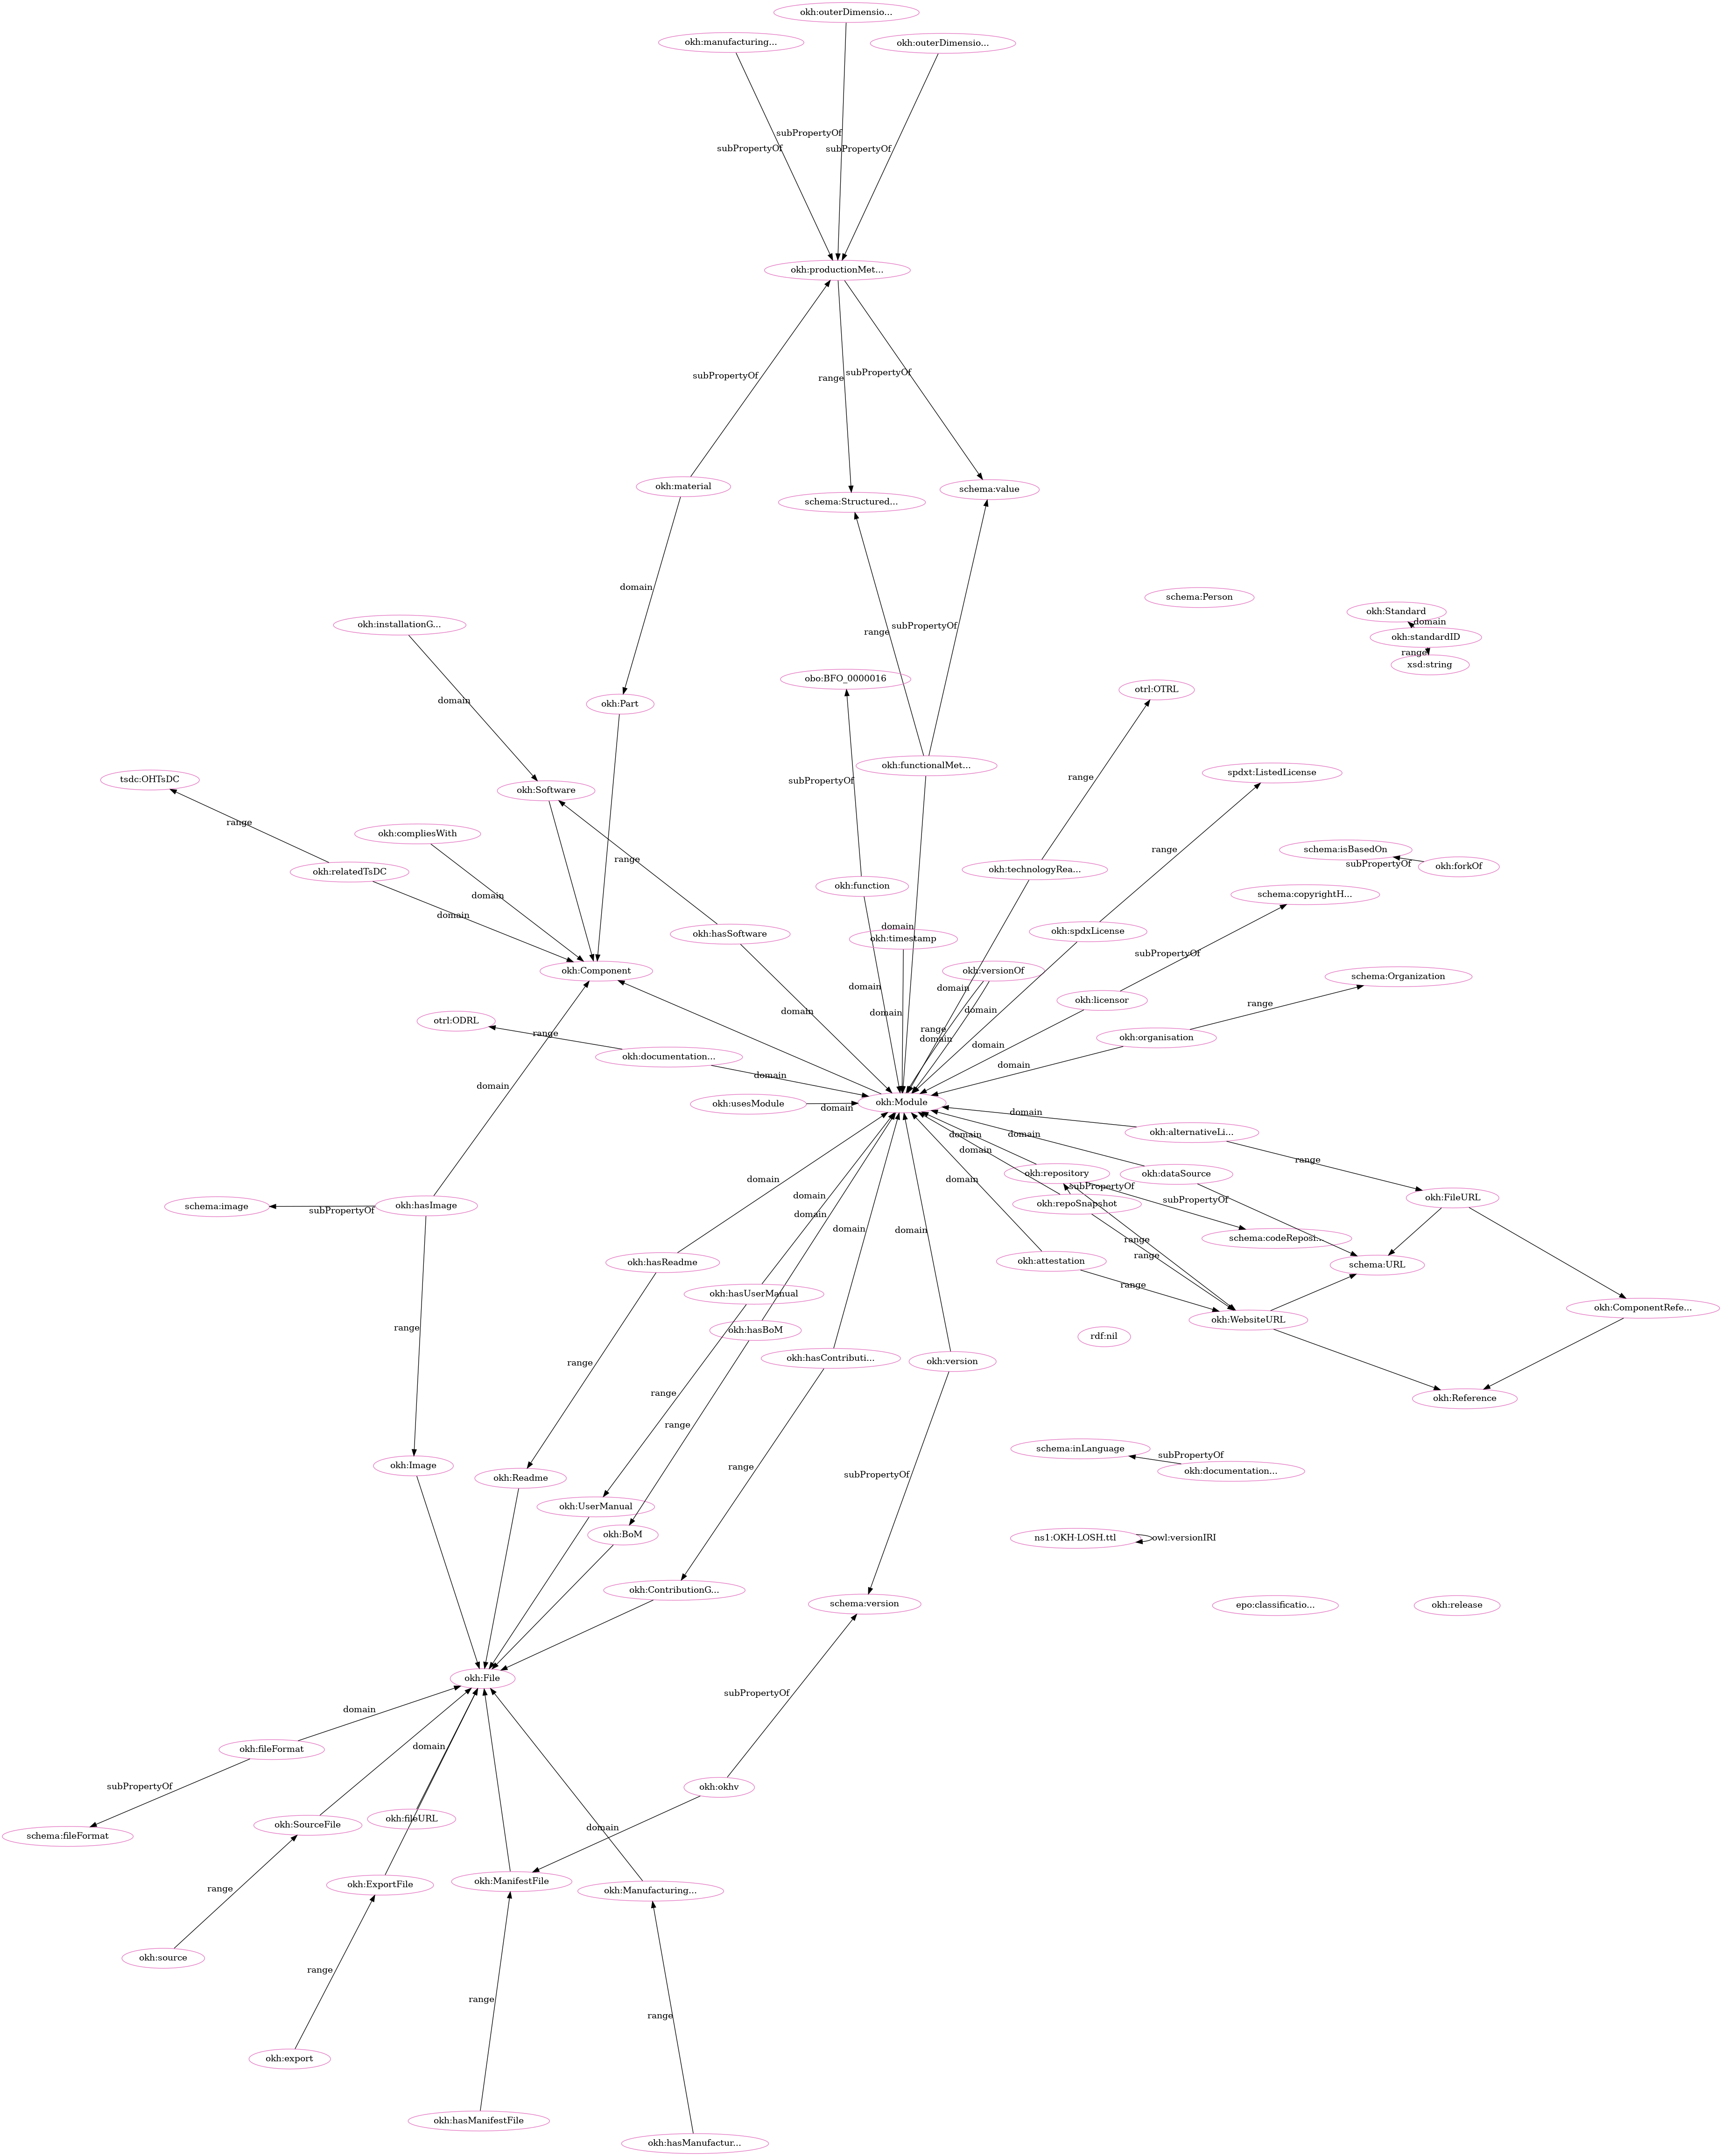 okh:outerDimensio...
okh:manufacturing...
okh:outerDimensio...
subPropertyOf
subPropertyOf
subPropertyOf
okh:productionMet...
subPropertyOf
range
subPropertyOf
okh:material
schema:value
schema:Structured...
domain
schema:Person
okh:Standard
domain
okh:installationG...
okh:standardID
subPropertyOf
range
range
xsd:string
obo:BFO_0000016
otrl:OTRL
domain
okh:Part
okh:functionalMet...
spdxt:ListedLicense
tsdc:OHTsDC
subPropertyOf
range
okh:Software
range
okh:compliesWith
range
schema:isBasedOn
range
subPropertyOf
okh:forkOf
okh:relatedTsDC
okh:technologyRea...
okh:function
domain
schema:copyrightH...
domain
domain
okh:hasSoftware
okh:timestamp
okh:spdxLicense
subPropertyOf
okh:Component
okh:versionOf
schema:Organization
domain
domain
okh:licensor
range
domain
domain
domain
otrl:ODRL
range
range
domain
okh:organisation
domain
okh:documentation...
domain
domain
domain
okh:usesModule
domain
okh:Module
domain
okh:alternativeLi...
domain
domain
domain
range
domain
domain
okh:repository
okh:dataSource
subPropertyOf
domain
okh:FileURL
schema:image
subPropertyOf
okh:hasImage
subPropertyOf
okh:repoSnapshot
domain
domain
domain
schema:codeReposi...
range
range
okh:hasReadme
okh:attestation
schema:URL
range
okh:hasUserManual
okh:ComponentRefe...
okh:WebsiteURL
range
okh:hasBoM
rdf:nil
okh:hasContributi...
okh:version
range
range
okh:Reference
range
schema:inLanguage
subPropertyOf
okh:Image
range
okh:documentation...
okh:Readme
subPropertyOf
okh:UserManual
okh:BoM
ns1:OKH-LOSH.ttl
owl:versionIRI
okh:ContributionG...
schema:version
epo:classificatio...
okh:release
okh:File
subPropertyOf
domain
okh:fileFormat
domain
subPropertyOf
okh:okhv
okh:SourceFile
okh:fileURL
domain
schema:fileFormat
okh:ExportFile
okh:ManifestFile
okh:Manufacturing...
range
okh:source
range
range
range
okh:export
okh:hasManifestFile
okh:hasManufactur...